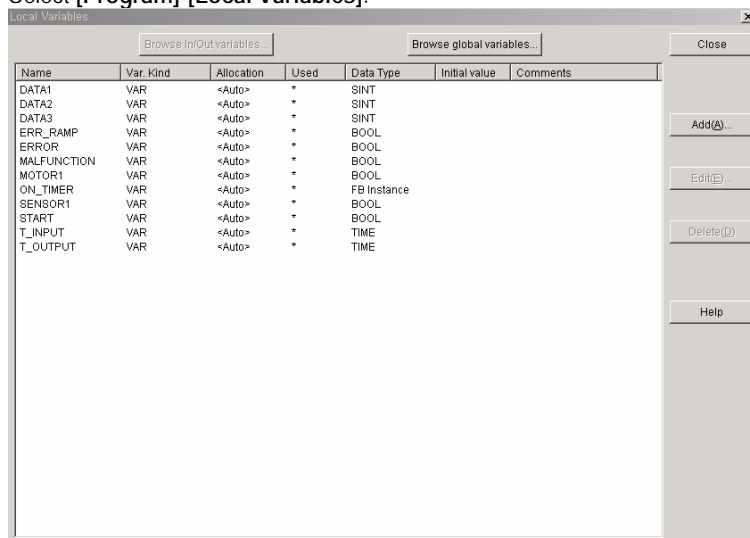 Select [Program]-[Local Variables].
Local Variables
Browse In/Out variables... Browse global variables... Close
Name Var. Kind Allocation Used Data Type Initial value Comments
DATA1 VAR <Auto> * SINT
DATA2 VAR <Auto> * SINT
DATA3 VAR <Auto> * SINT
Add(A)...
ERR_RAMP VAR <Auto> * BOOL
ERROR VAR <Auto> * BOOL
MALFUNCTION VAR <Auto> * BOOL
MOTOR1 VAR <Auto> * BOOL
Edit(E)...
ON_TIMER VAR <Auto> * FB Instance
SENSOR1 VAR <Auto> * BOOL
START VAR <Auto> * BOOL
T_INPUT VAR <Auto> * TIME
Delete(D)
T_OUTPUT VAR <Auto> * TIME
Help